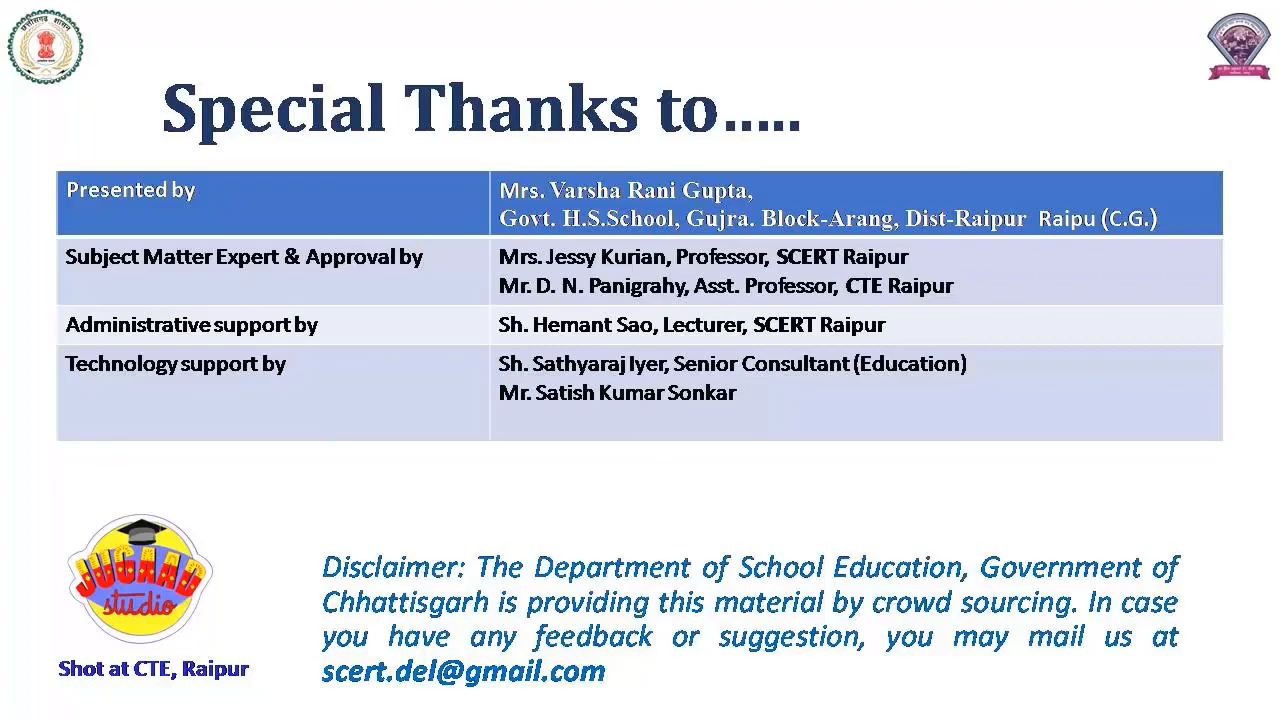 छत्तीसगढ़ शासन
Special Thanks to.....
Presented by
Mrs. Varsha Rani Gupta,
Govt. H.S.School, Gujra. Block-Arang, Dist-Raipur Raipu (C.G.)
Subject Matter Expert & Approval by
Mrs. Jessy Kurian, Professor, SCERT Raipur
Mr. D. N. Panigrahy, Asst. Professor, CTE Raipur
Administrative support by
Sh. Hemant Sao, Lecturer, SCERT Raipur
Technology support by
Sh. Sathyaraj Iyer, Senior Consultant (Education)
Mr. Satish Kumar Sonkar
JUGAAD
studio
Shot at CTE, Raipur
Disclaimer: The Department of School Education, Government of
Chhattisgarh is providing this material by crowd sourcing. In case
you have any feedback or suggestion, you may mail us at
scert.del@gmail.com